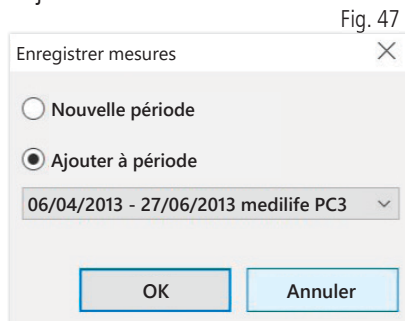 Fig. 47
Enregistrer mesures
Nouvelle période
Ajouter à période
06/04/2013 - 27/06/2013 medilife PC3
OK Annuler